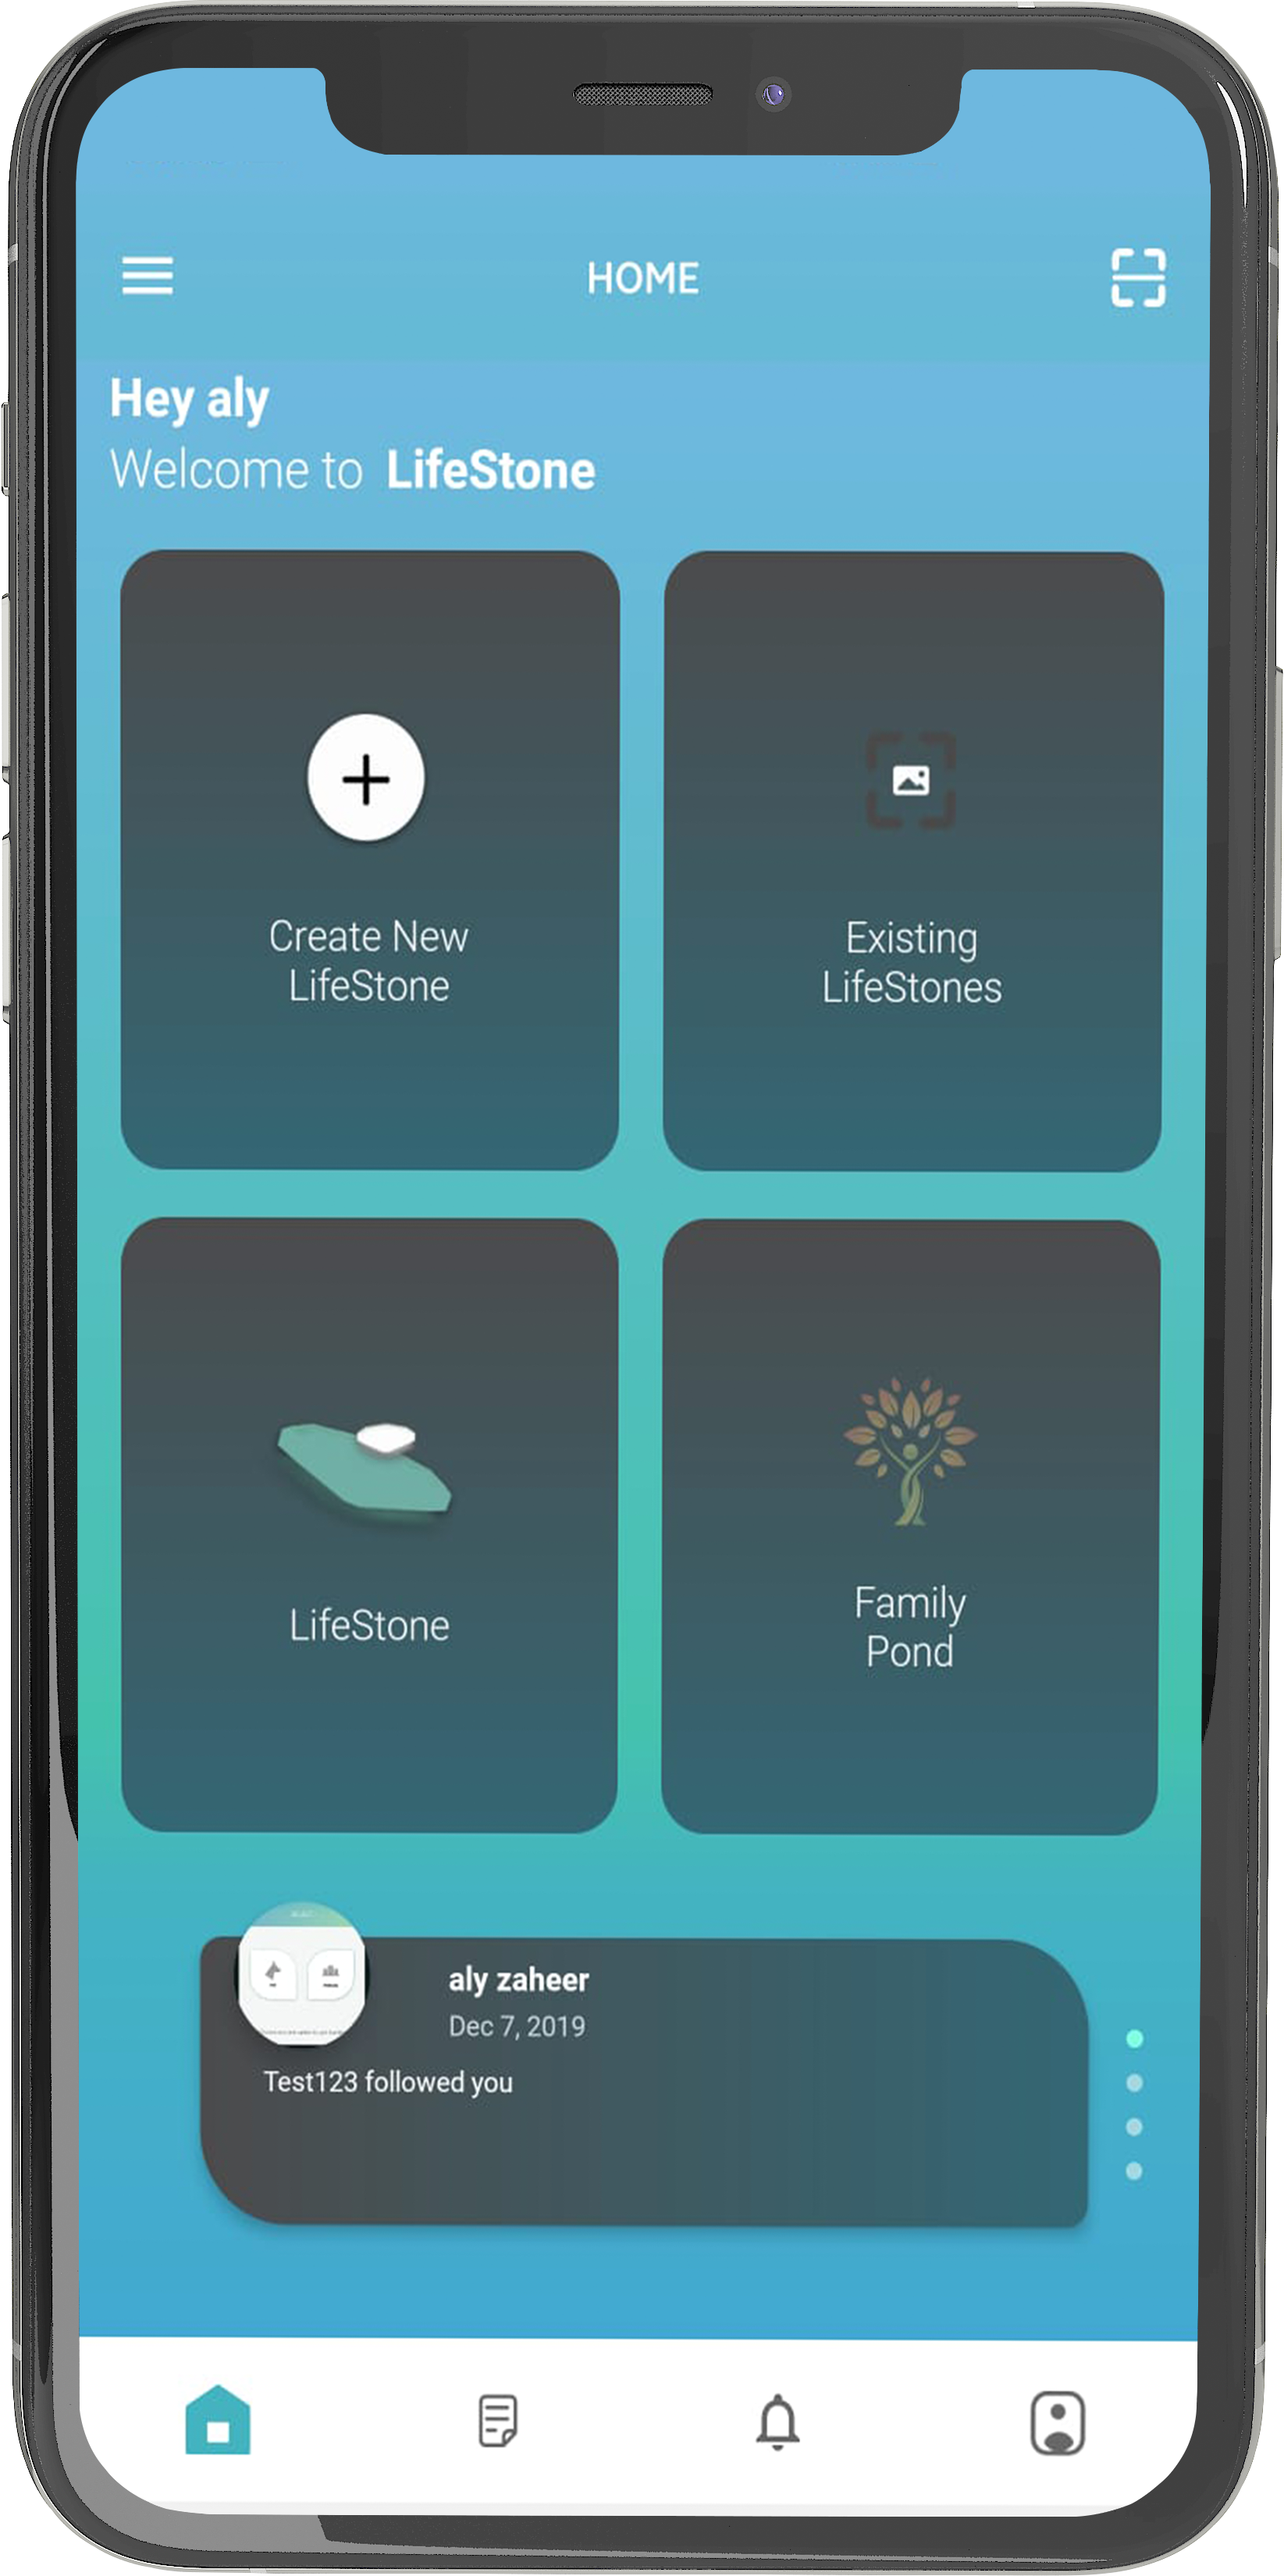 HOME
Hey aly
Welcome to LifeStone
Create New
LifeStone
Existing
LifeStones
LifeStone
Family
Pond
aly zaheer
Dec 7, 2019
Test123 followed you